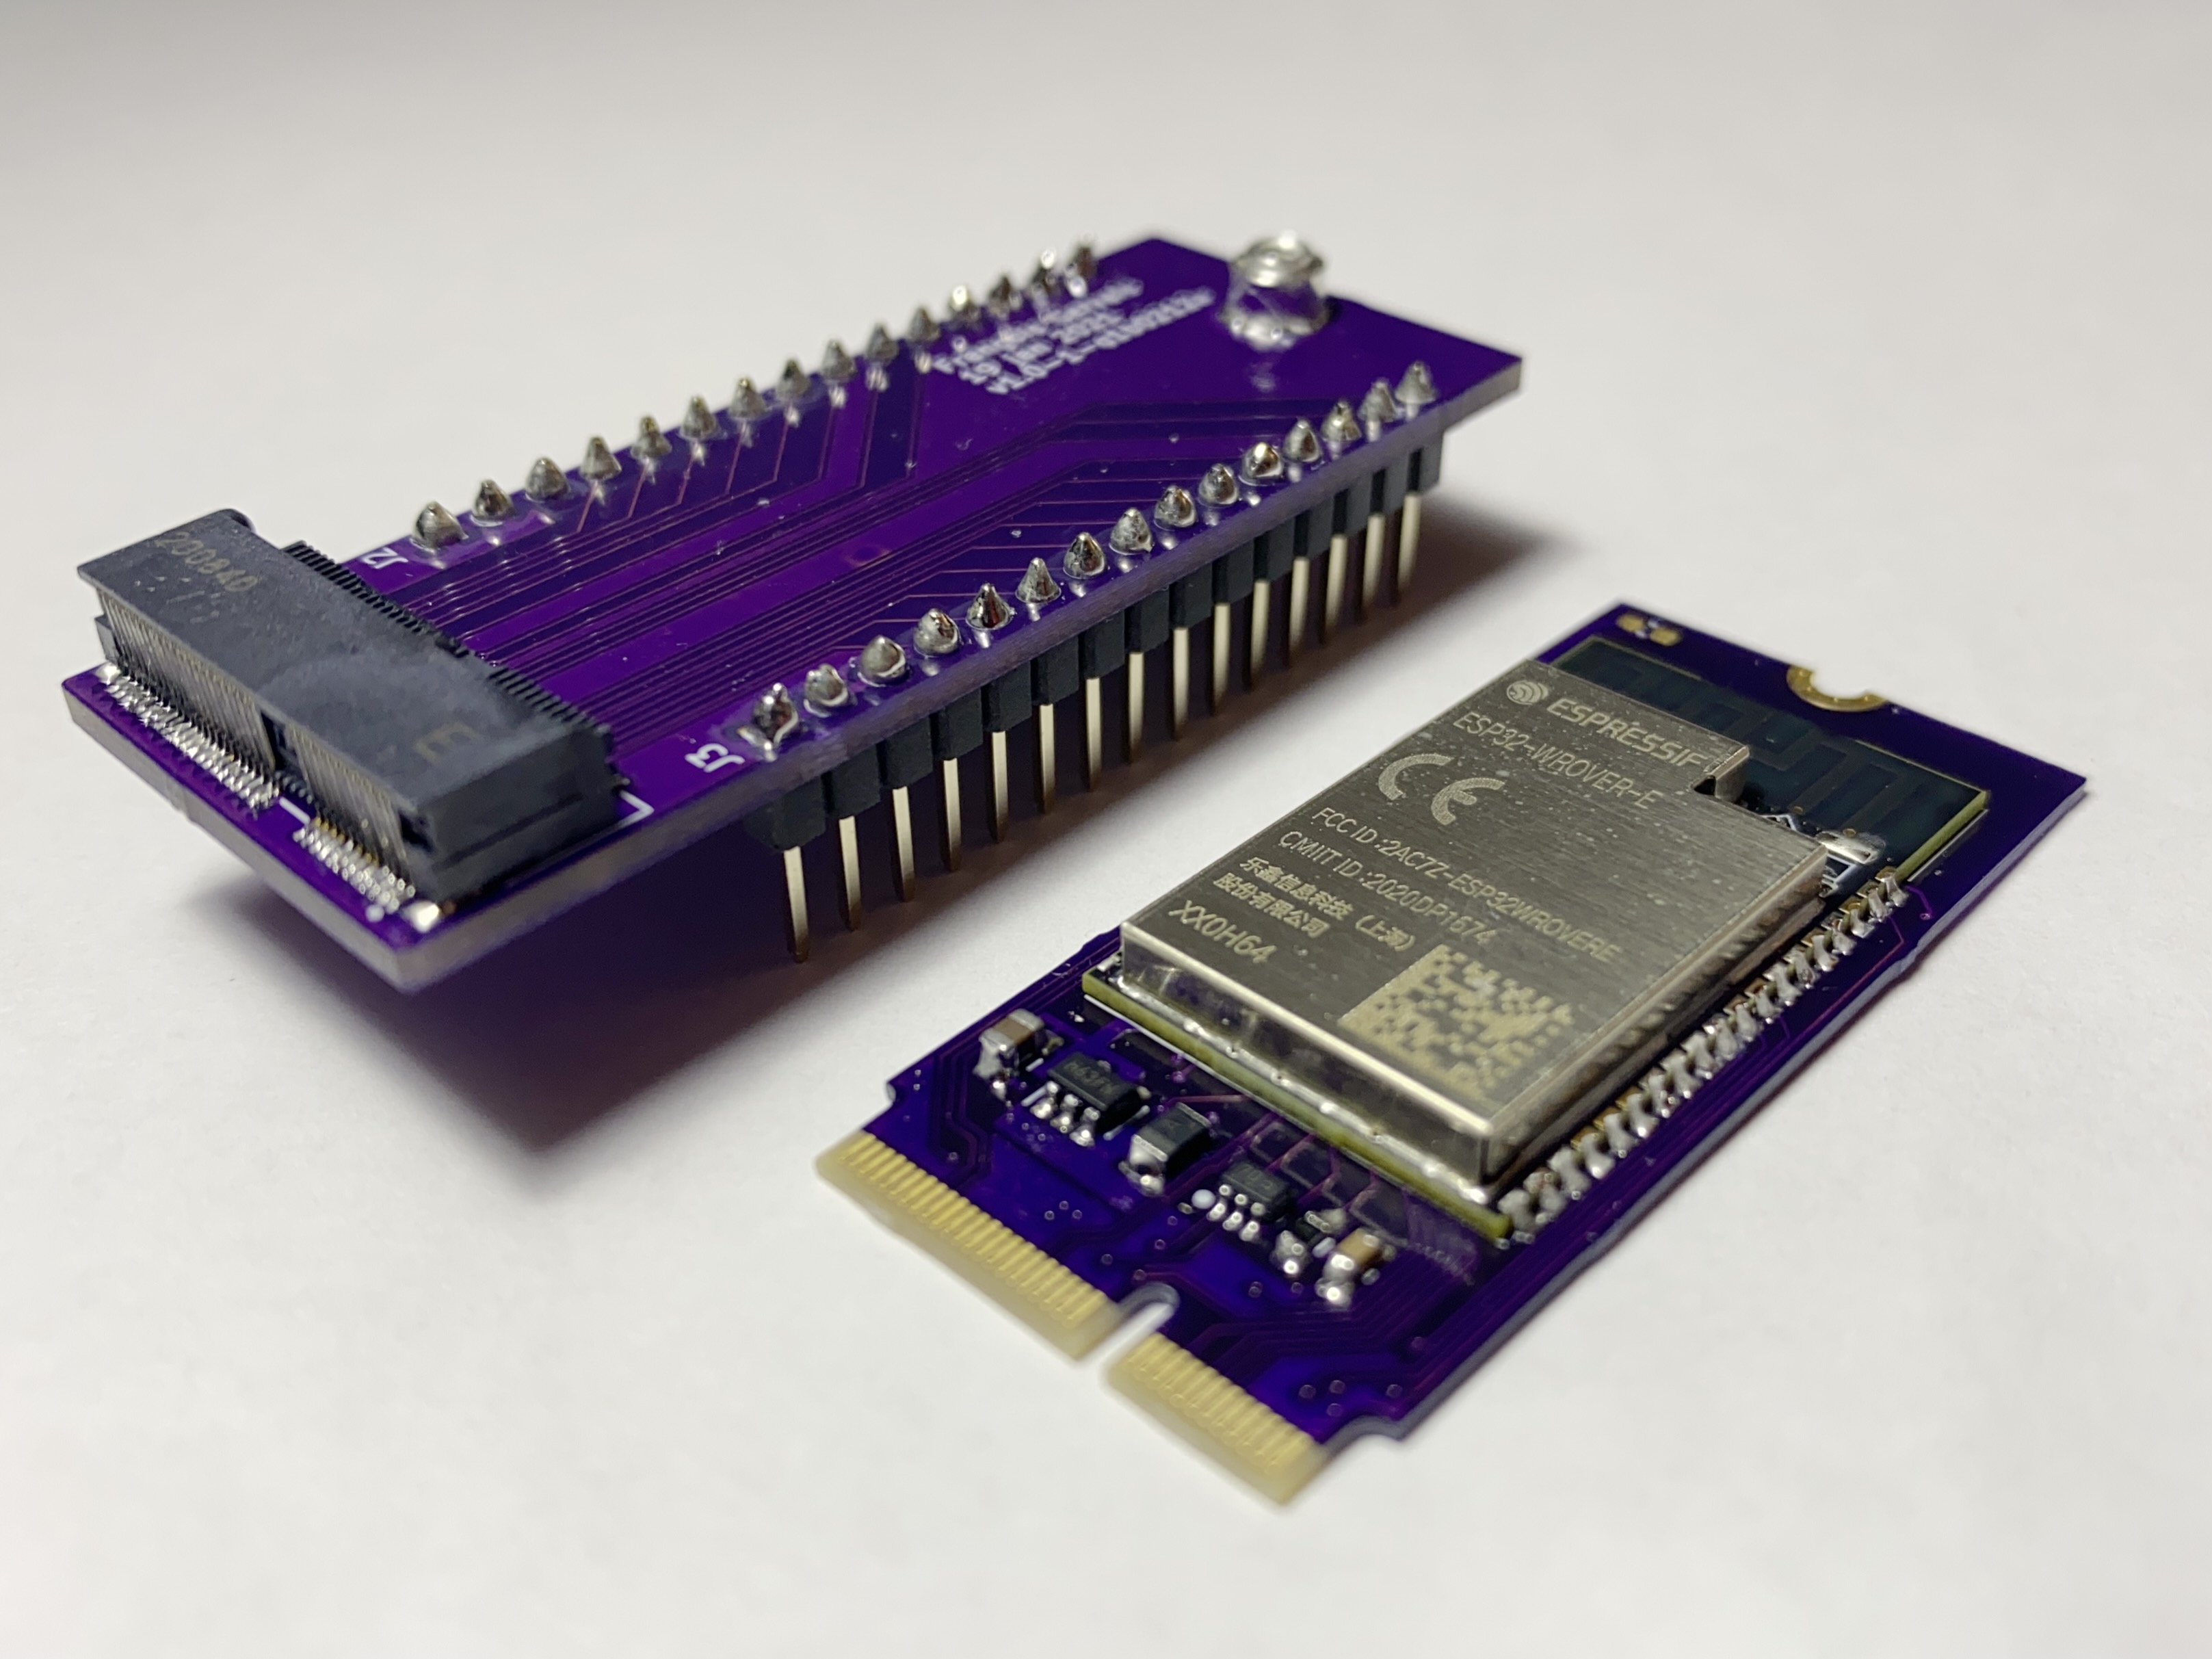 J2
J3
E
ESPRESSIF
ESP32-WROVER-E
CE
FCC ID:2AC7Z-ESP32WROVERE
CMIIT ID:2020DP1674
乐鑫信息科技（上海）
股份有限公司
XX0H64